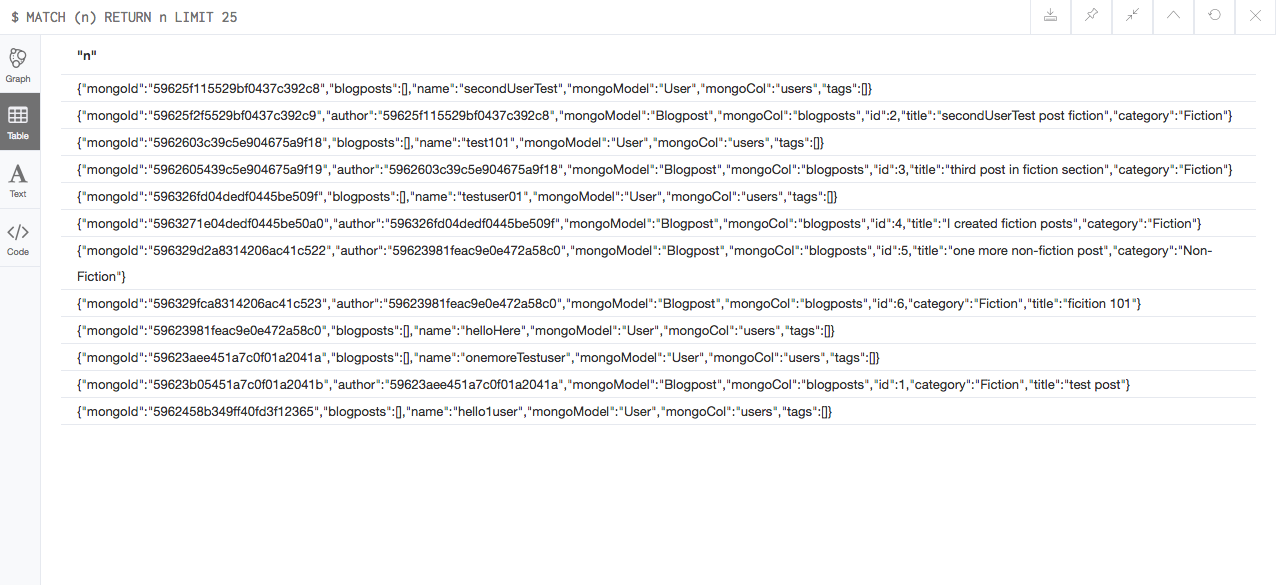 $ MATCH (n) RETURN n LIMIT 25
Graph
Table
Text
Code
"n"
{"mongoId":"59625f115529bf0437c392c8","blogposts":[],"name":"secondUserTest","mongoModel":"User","mongoCol":"users","tags":[]}
{"mongoId":"59625f2f5529bf0437c392c9","author":"59625f115529bf0437c392c8","mongoModel":"Blogpost","mongoCol":"blogposts","id":2,"title":"secondUserTest post fiction","category":"Fiction"}
{"mongoId":"5962603c39c5e904675a9f18","blogposts":[],"name":"test101","mongoModel":"User","mongoCol":"users","tags":[]}
{"mongoId":"5962605439c5e904675a9f19","author":"5962603c39c5e904675a9f18","mongoModel":"Blogpost","mongoCol":"blogposts","id":3,"title":"third post in fiction section","category":"Fiction"}
{"mongoId":"596326fd04dedf0445be509f","blogposts":[],"name":"testuser01","mongoModel":"User","mongoCol":"users","tags":[]}
{"mongoId":"5963271e04dedf0445be50a0","author":"596326fd04dedf0445be509f","mongoModel":"Blogpost","mongoCol":"blogposts","id":4,"title":"I created fiction posts","category":"Fiction"}
{"mongoId":"596329d2a8314206ac41c522","author":"59623981feac9e0e472a58c0","mongoModel":"Blogpost","mongoCol":"blogposts","id":5,"title":"one more non-fiction post","category":"Non-
Fiction"}
{"mongoId":"596329fca8314206ac41c523","author":"59623981feac9e0e472a58c0","mongoModel":"Blogpost","mongoCol":"blogposts","id":6,"category":"Fiction","title":"ficition 101"}
{"mongoId":"59623981feac9e0e472a58c0","blogposts":[],"name":"helloHere","mongoModel":"User","mongoCol":"users","tags":[]}
{"mongoId":"59623aee451a7c0f01a2041a","blogposts":[],"name":"onemoreTestuser","mongoModel":"User","mongoCol":"users","tags":[]}
{"mongoId":"59623b05451a7c0f01a2041b","author":"59623aee451a7c0f01a2041a","mongoModel":"Blogpost","mongoCol":"blogposts","id":1,"category":"Fiction","title":"test post"}
{"mongoId":"5962458b349ff40fd3f12365","blogposts":[],"name":"hello1user","mongoModel":"User","mongoCol":"users","tags":[]}